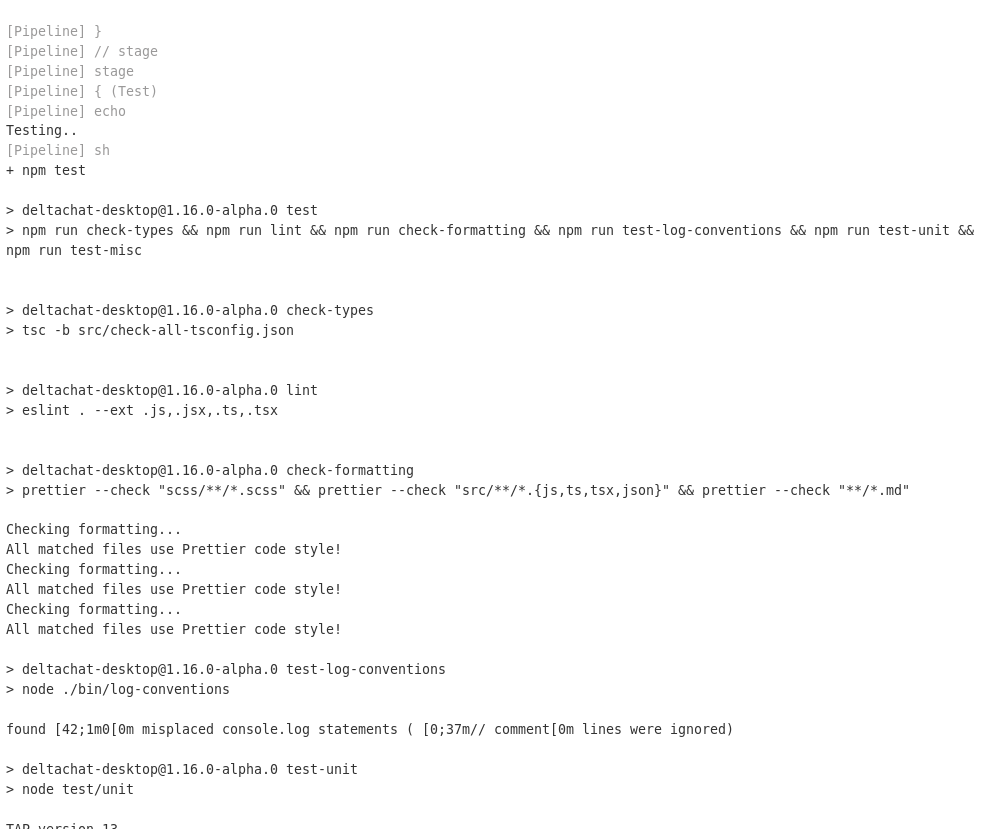 [Pipeline] }
[Pipeline] // stage
[Pipeline] stage
[Pipeline] { (Test)
[Pipeline] echo
Testing..
[Pipeline] sh
+ npm test
> deltachat-desktop@1.16.0-alpha.0 test
> npm run check-types && npm run lint && npm run check-formatting && npm run test-log-conventions && npm run test-unit &&
npm run test-misc
> deltachat-desktop@1.16.0-alpha.0 check-types
> tsc -b src/check-all-tsconfig.json
> deltachat-desktop@1.16.0-alpha.0 lint
> eslint . --ext .js,.jsx,.ts,.tsx
> deltachat-desktop@1.16.0-alpha.0 check-formatting
> prettier --check "scss/**/*.scss" && prettier --check "src/**/*.{js,ts,tsx,json}" && prettier --check "**/*.md"
Checking formatting...
All matched files use Prettier code style!
Checking formatting...
All matched files use Prettier code style!
Checking formatting...
All matched files use Prettier code style!
> deltachat-desktop@1.16.0-alpha.0 test-log-conventions
> node ./bin/log-conventions
found [42;1m0[0m misplaced console.log statements ( [0;37m// comment[0m lines were ignored)
> deltachat-desktop@1.16.0-alpha.0 test-unit
> node test/unit
TAP version 13